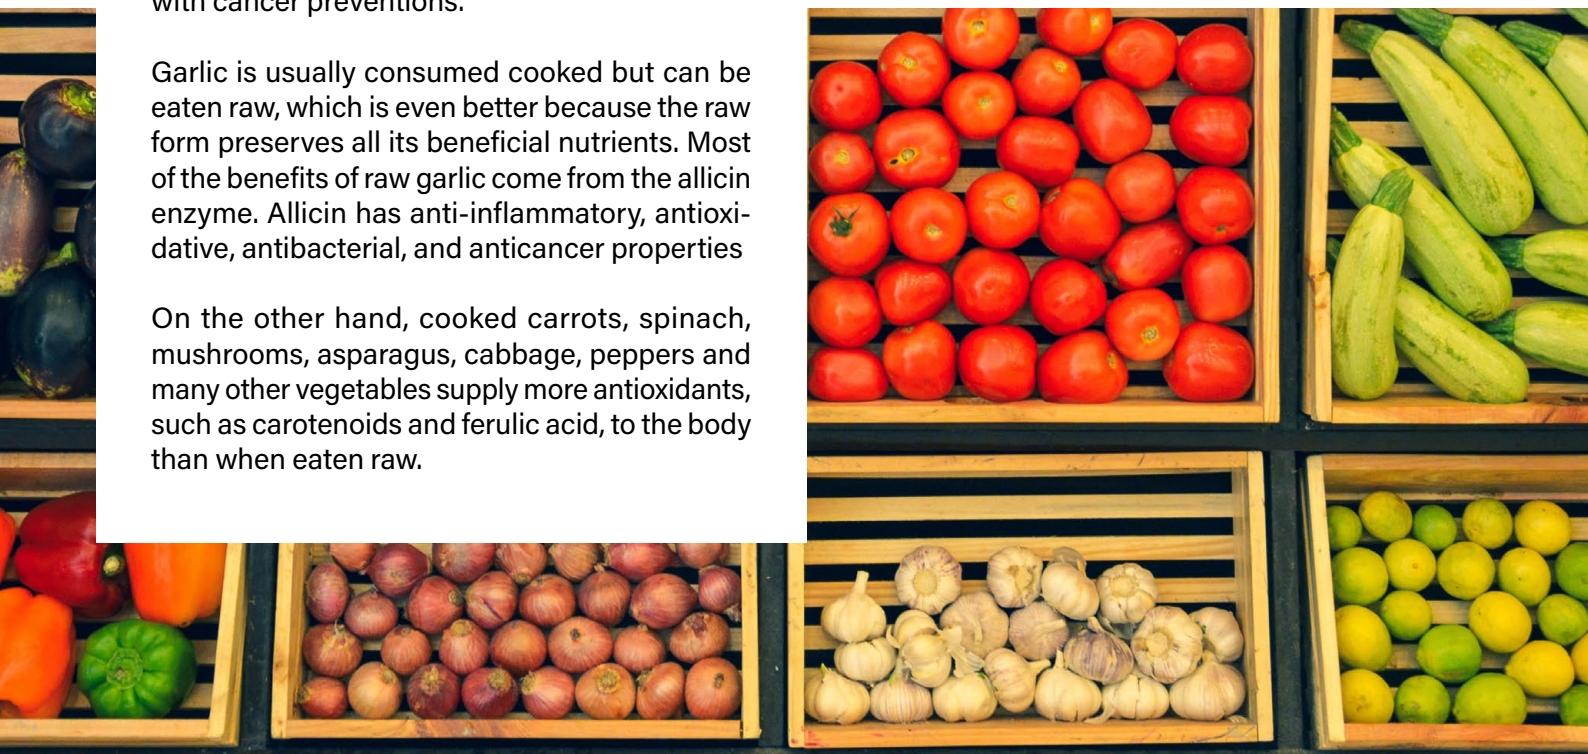 with cancer preventions.
Garlic is usually consumed cooked but can be
eaten raw, which is even better because the raw
form preserves all its beneficial nutrients. Most
of the benefits of raw garlic come from the allicin
enzyme. Allicin has anti-inflammatory, antioxi-
dative, antibacterial, and anticancer properties
On the other hand, cooked carrots, spinach,
mushrooms, asparagus, cabbage, peppers and
many other vegetables supply more antioxidants,
such as carotenoids and ferulic acid, to the body
than when eaten raw.